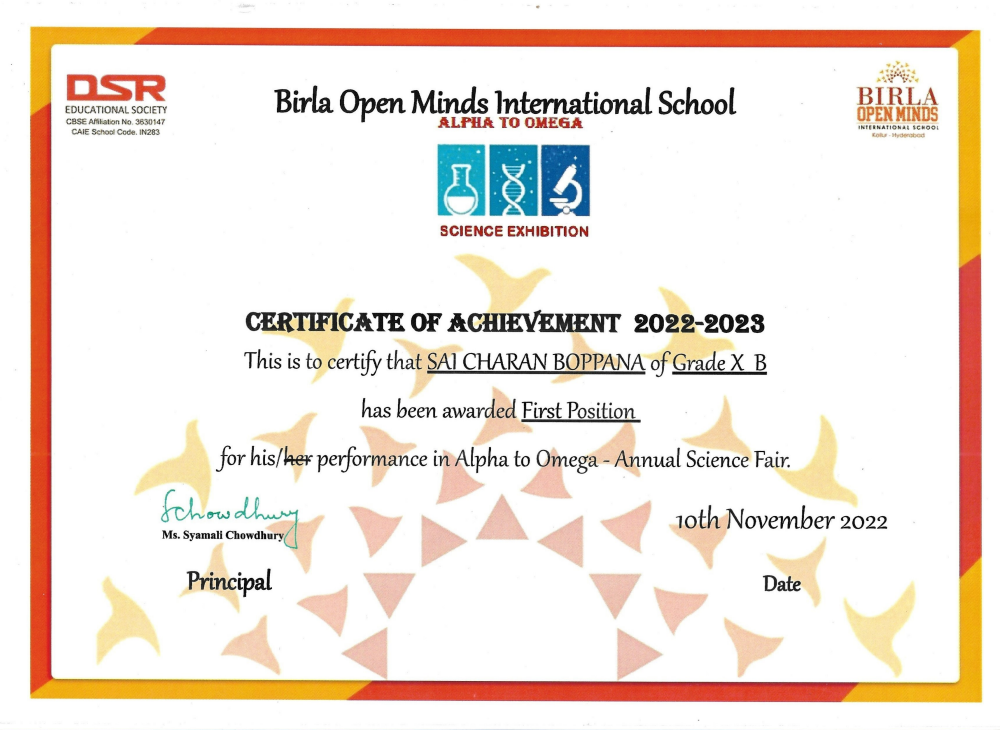 DSR
EDUCATIONAL SOCIETY
CBSE Affiliation No. 3630147
CAIE School Code. IN283
Birla Open Minds International School
ALPHA TO OMEGA
BIRLA
OPEN MINDS
INTERNATIONAL SCHOOL
Kollur - Hyderabad
SCIENCE EXHIBITION
CERTIFICATE OF ACHIEVEMENT 2022-2023
This is to certify that SAI CHARAN BOPPANA of Grade X B
has been awarded First Position
for his/her performance in Alpha to Omega - Annual Science Fair.
SChowdhury
Ms. Syamali Chowdhury
10th November 2022
Principal
Date